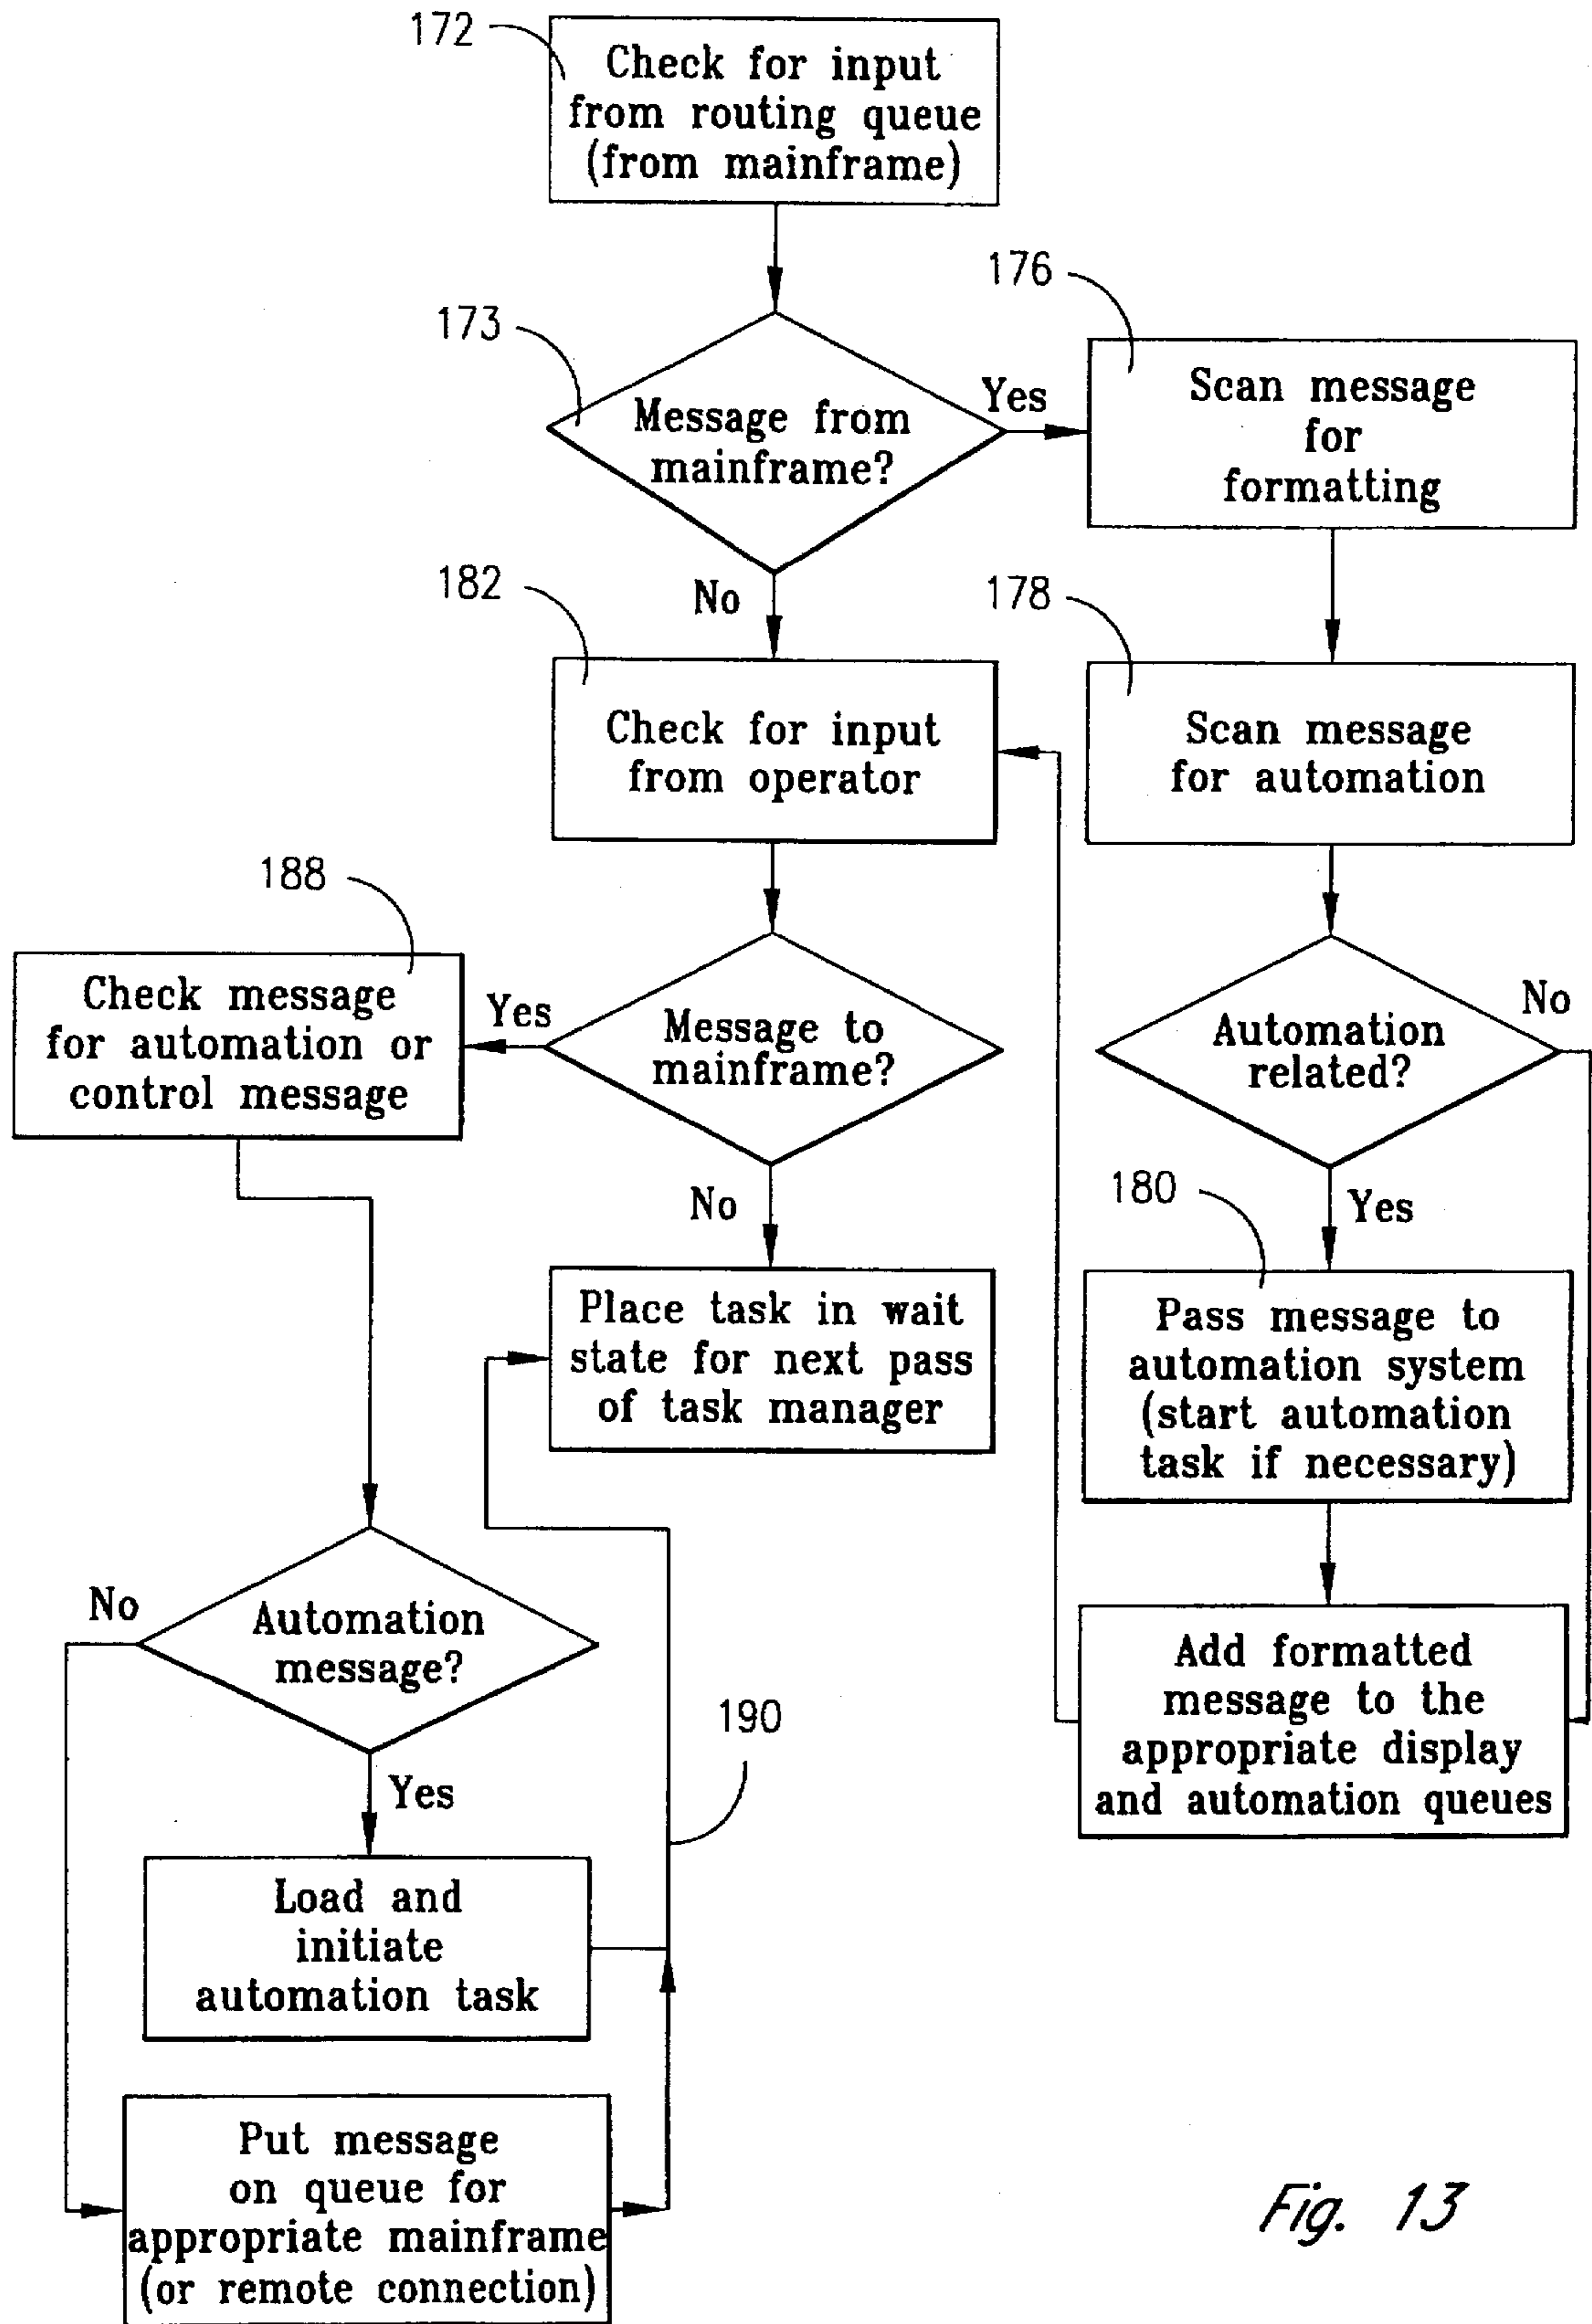 172
Check for input
from routing queue
(from mainframe)
173
Message from
mainframe?
Yes
176
Scan message
for
formatting
No
182
Check for input
from operator
178
Scan message
for automation
188
Check message
for automation or
control message
Yes
Message to
mainframe?
No
Automation
related?
No
Yes
180
Place task in wait
state for next pass
of task manager
Pass message to
automation system
(start automation
task if necessary)
No
Automation
message?
Yes
190
Add formatted
message to the
appropriate display
and automation queues
Load and
initiate
automation task
Put message
on queue for
appropriate mainframe
(or remote connection)
Fig. 13